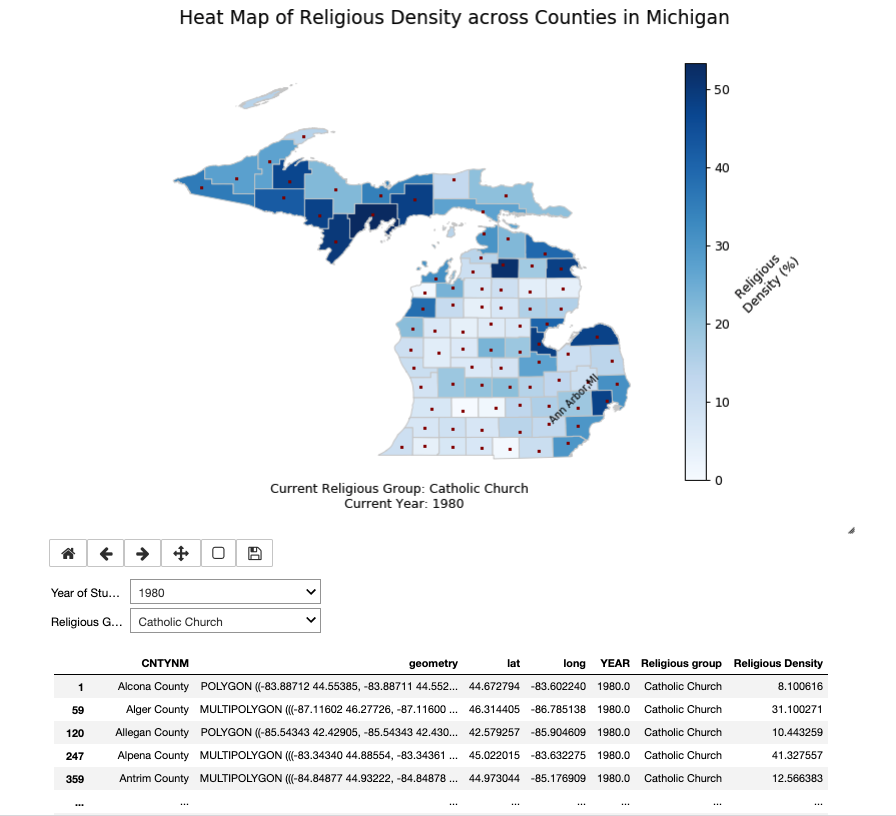 Heat Map of Religious Density across Counties in Michigan
50
40
30
20
10
0
Religious
Density (%)
Ann Arbor,MI
Current Religious Group: Catholic Church
Current Year: 1980
Year of Stu... 1980
Religious G... Catholic Church
CNTYNM geometry lat long YEAR Religious group Religious Density
1 Alcona County POLYGON ((-83.88712 44.55385, -83.88711 44.552... 44.672794 -83.602240 1980.0 Catholic Church 8.100616
59 Alger County MULTIPOLYGON (((-87.11602 46.27726, -87.11600 ... 46.314405 -86.785138 1980.0 Catholic Church 31.100271
120 Allegan County POLYGON ((-85.54343 42.42905, -85.54343 42.430... 42.579257 -85.904609 1980.0 Catholic Church 10.443259
247 Alpena County MULTIPOLYGON (((-83.34340 44.88554, -83.34361 ... 45.022015 -83.632275 1980.0 Catholic Church 41.327557
359 Antrim County MULTIPOLYGON (((-84.84877 44.93222, -84.84878 ... 44.973044 -85.176909 1980.0 Catholic Church 12.566383
... ... ... ... ... ... ... ...